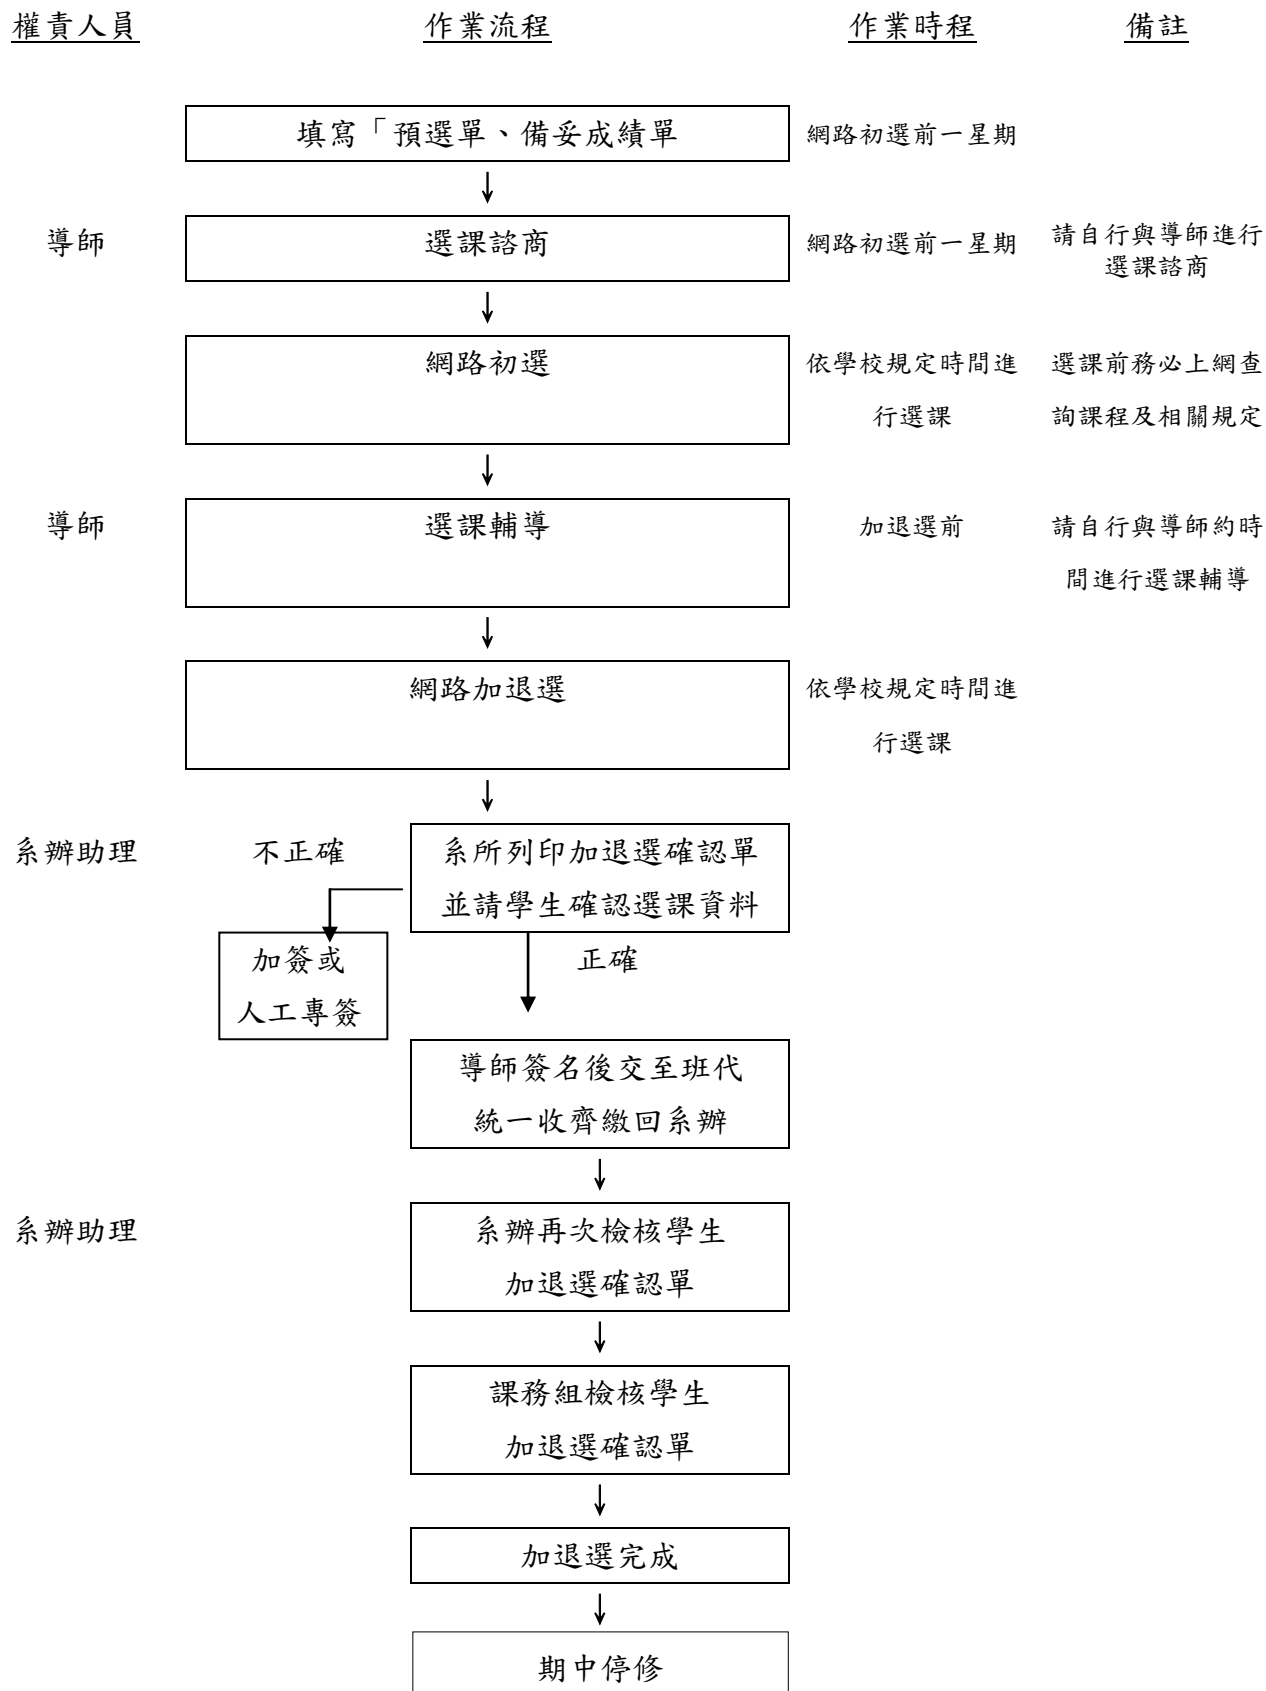 權責人員 作業流程 作業時程 備註
填寫「預選單、備妥成績單 網路初選前一星期
導師 選課諮商 網路初選前一星期 請自行與導師進行
選課諮商
網路初選 依學校規定時間進 選課前務必上網查
行選課 詢課程及相關規定
導師 選課輔導 加退選前 請自行與導師約時
間進行選課輔導
網路加退選 依學校規定時間進
行選課
系辦助理 不正確 系所列印加退選確認單
並請學生確認選課資料
加簽或 正確
人工專簽
導師簽名後交至班代
統一收齊繳回系辦
系辦助理 系辦再次檢核學生
加退選確認單
課務組檢核學生
加退選確認單
加退選完成
期中停修